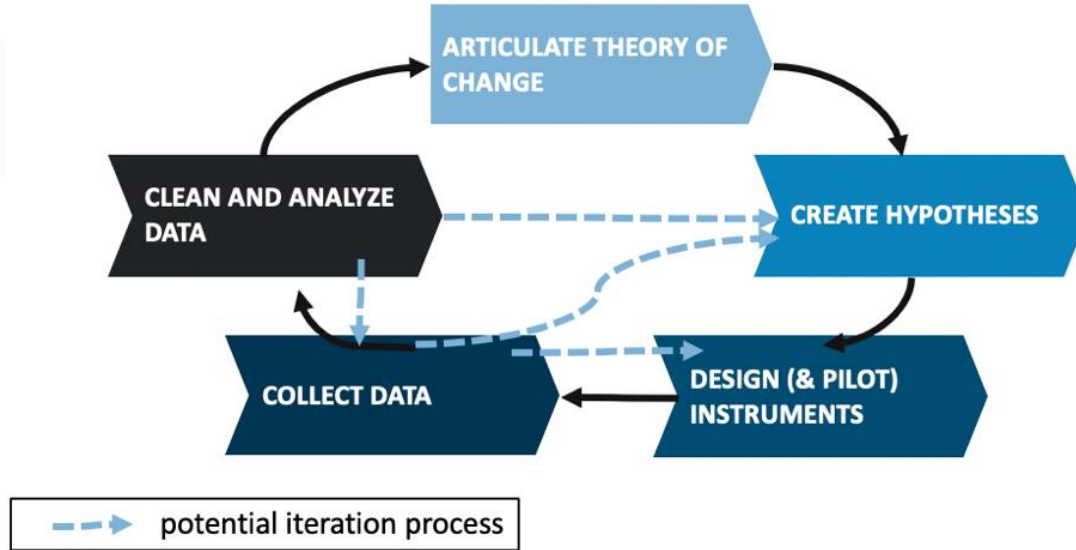 ARTICULATE THEORY OF
CHANGE
CLEAN AND ANALYZE
DATA
CREATE HYPOTHESES
COLLECT DATA
DESIGN (& PILOT)
INSTRUMENTS
potential iteration process